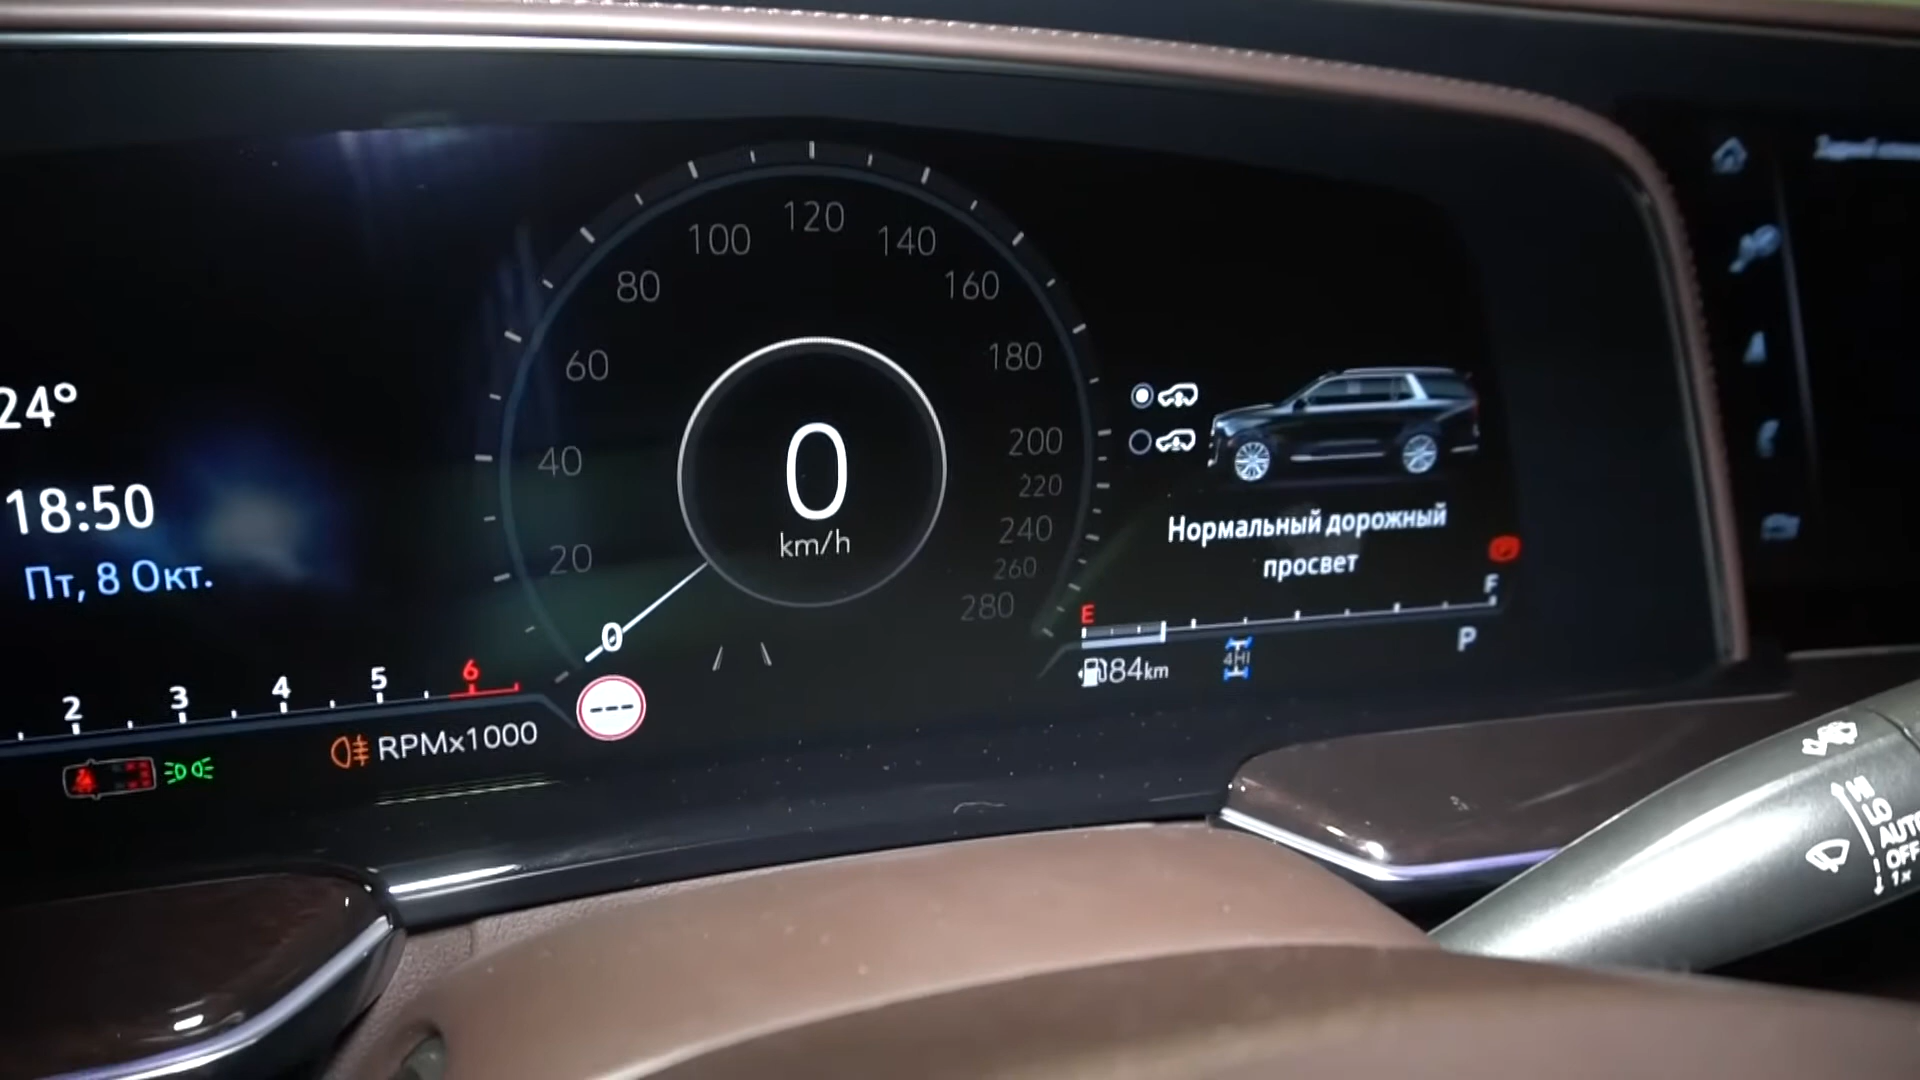 24°
18:50
Пт, 8 Окт.
2 3 4 5 6
RPMx1000
0 20 40 60 80 100 120 140 160 180 200 220 240 260 280
0
km/h
---
Нормальный дорожный
просвет
E F
84km
4HI
P
HI
LO
AUTO
OFF
1x